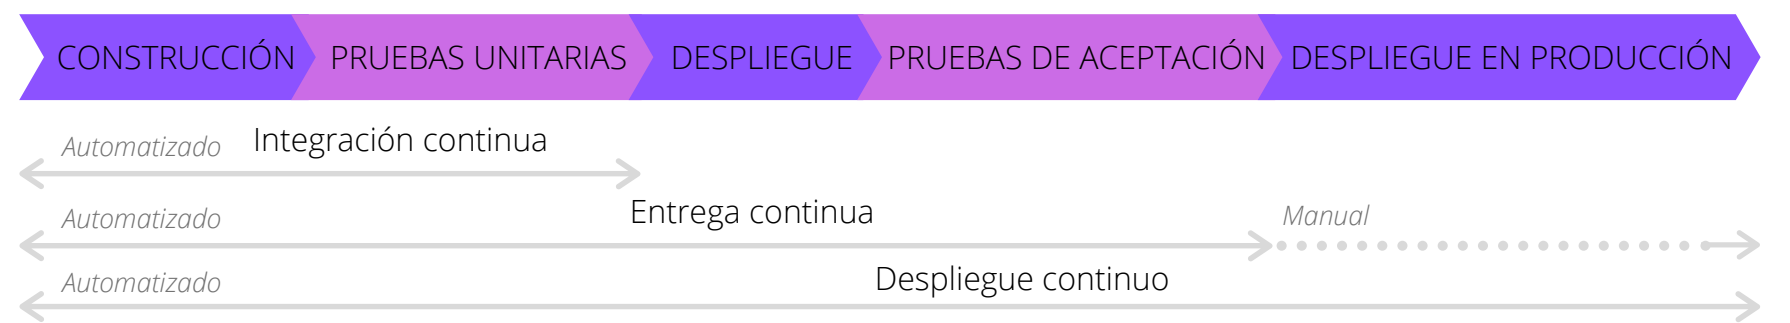 CONSTRUCCIÓN PRUEBAS UNITARIAS DESPLIEGUE PRUEBAS DE ACEPTACIÓN DESPLIEGUE EN PRODUCCIÓN
Automatizado Integración continua
Automatizado Entrega continua Manual
Automatizado Despliegue continuo